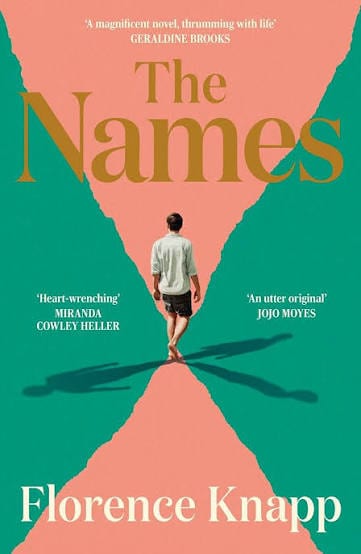 ‘A magnificent novel, thrumming with life’
GERALDINE BROOKS
The
Names
‘Heart-wrenching’
MIRANDA
COWLEY HELLER
‘An utter original’
JOJO MOYES
Florence Knapp